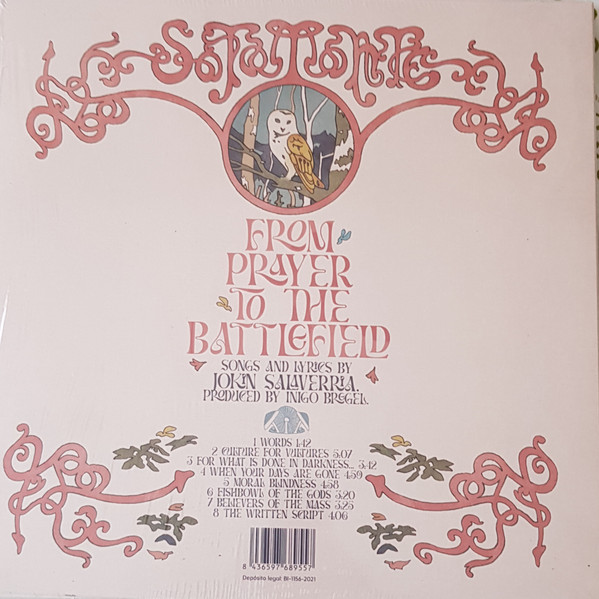 SOTOMONTE
FROM
PRAYER
TO THE
BATTLEFIELD
SONGS AND LYRICS BY
JOKIN SALAVERRIA.
PRODUCED BY INIGO BREGEL.
1 WORDS 1.42
2 CULTURE FOR VULTURES 5.07
3 FOR WHAT IS DONE IN DARKNESS... 3.42
4 WHEN YOUR DAYS ARE GONE 4.59
5 MORAL BLINDNESS 4.58
6 FISHBOWL OF THE GODS 3.20
7 BELIEVERS OF THE MASS 3.25
8 THE WRITTEN SCRIPT 4.06
8 436597 689557
Depósito legal: BI-1156-2021